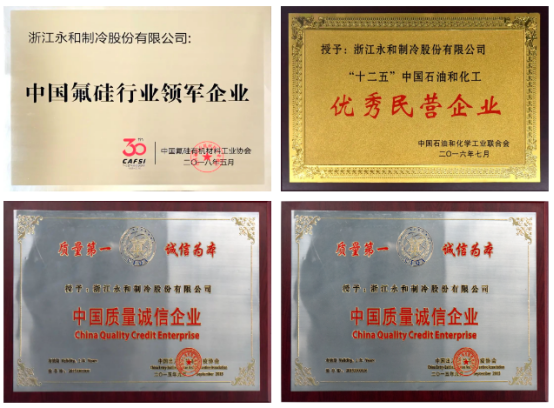 浙江永和制冷股份有限公司:
中国氟硅行业领军企业
30th
CAFSI
中国氟硅有机材料工业协会
二〇一八年五月
授予：浙江永和制冷股份有限公司
“十二五”中国石油和化工
优秀民营企业
中国石油和化学工业联合会
二〇一六年七月
质量第一 诚信为本
授予：浙江永和制冷股份有限公司
中国质量诚信企业
China Quality Credit Enterprise
质量第一 诚信为本
授予：浙江永和制冷股份有限公司
中国质量诚信企业
China Quality Credit Enterprise